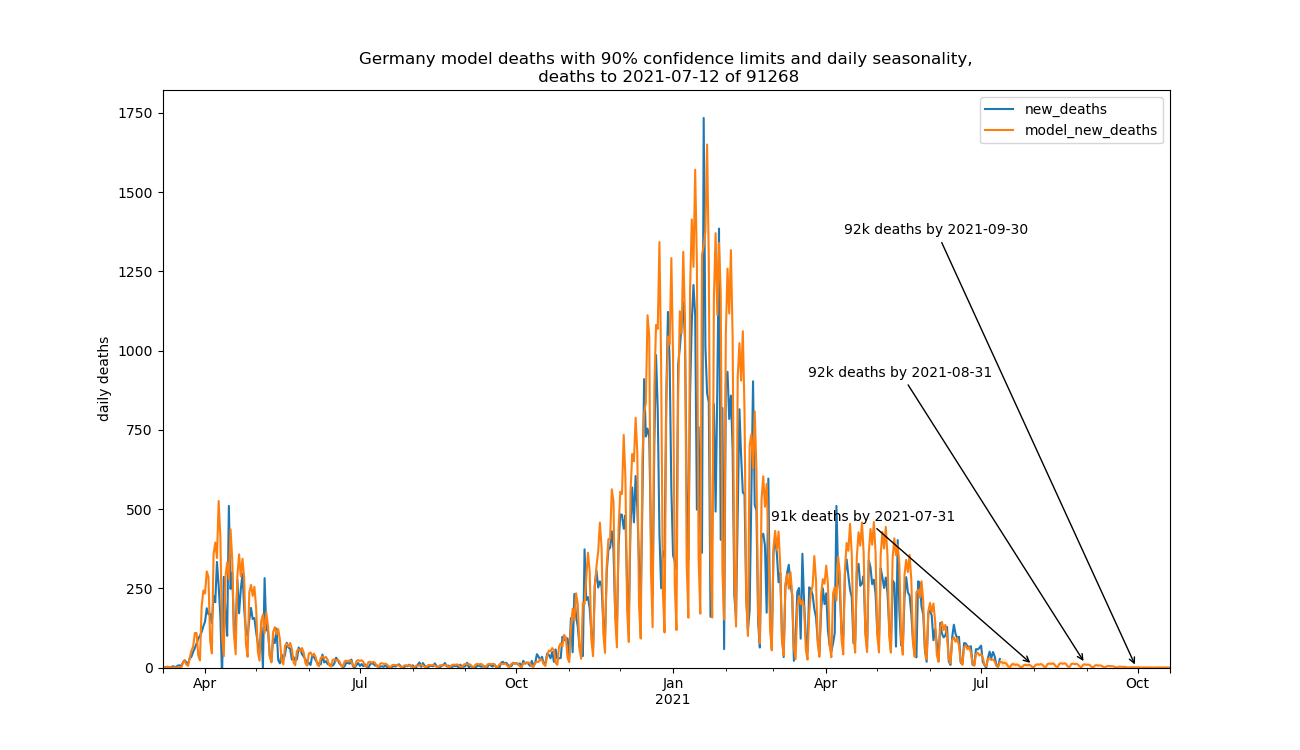 Germany model deaths with 90% confidence limits and daily seasonality,
deaths to 2021-07-12 of 91268
new_deaths
model_new_deaths
1750
1500
1250
1000
750
500
250
0
daily deaths
92k deaths by 2021-09-30
92k deaths by 2021-08-31
91k deaths by 2021-07-31
Apr Jul Oct Jan Apr Jul Oct
2021